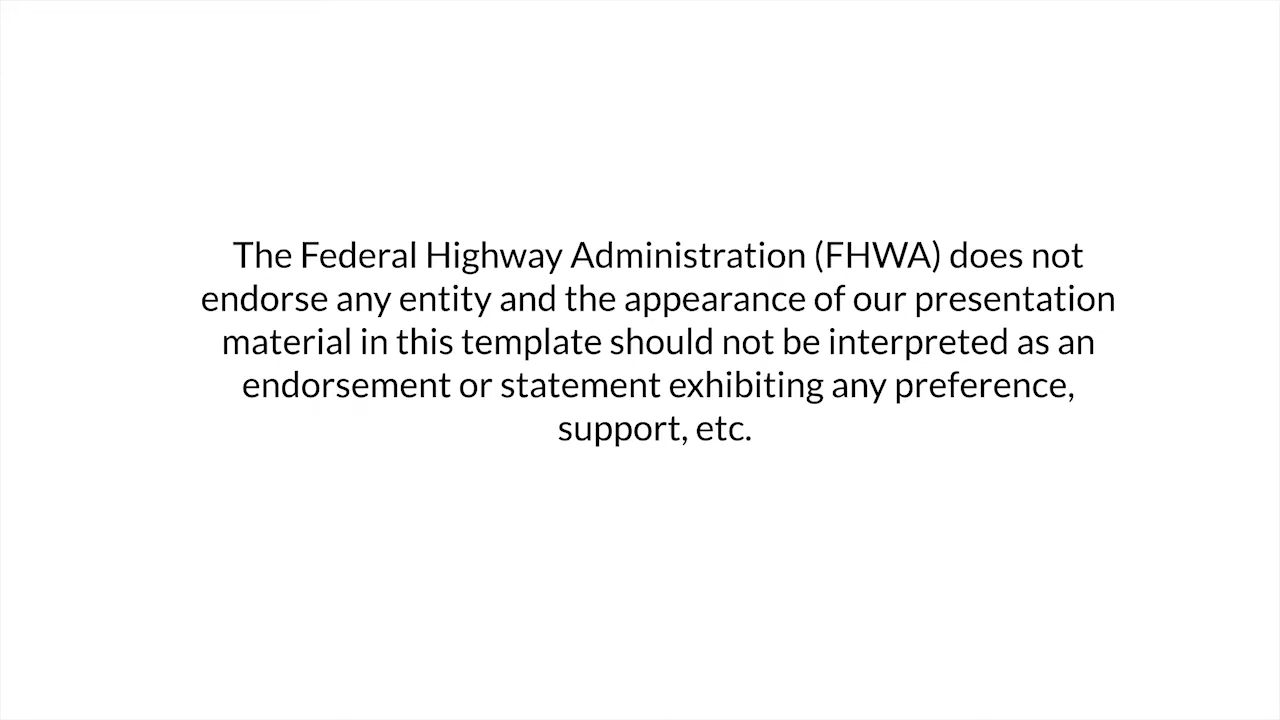 The Federal Highway Administration (FHWA) does not
endorse any entity and the appearance of our presentation
material in this template should not be interpreted as an
endorsement or statement exhibiting any preference,
support, etc.